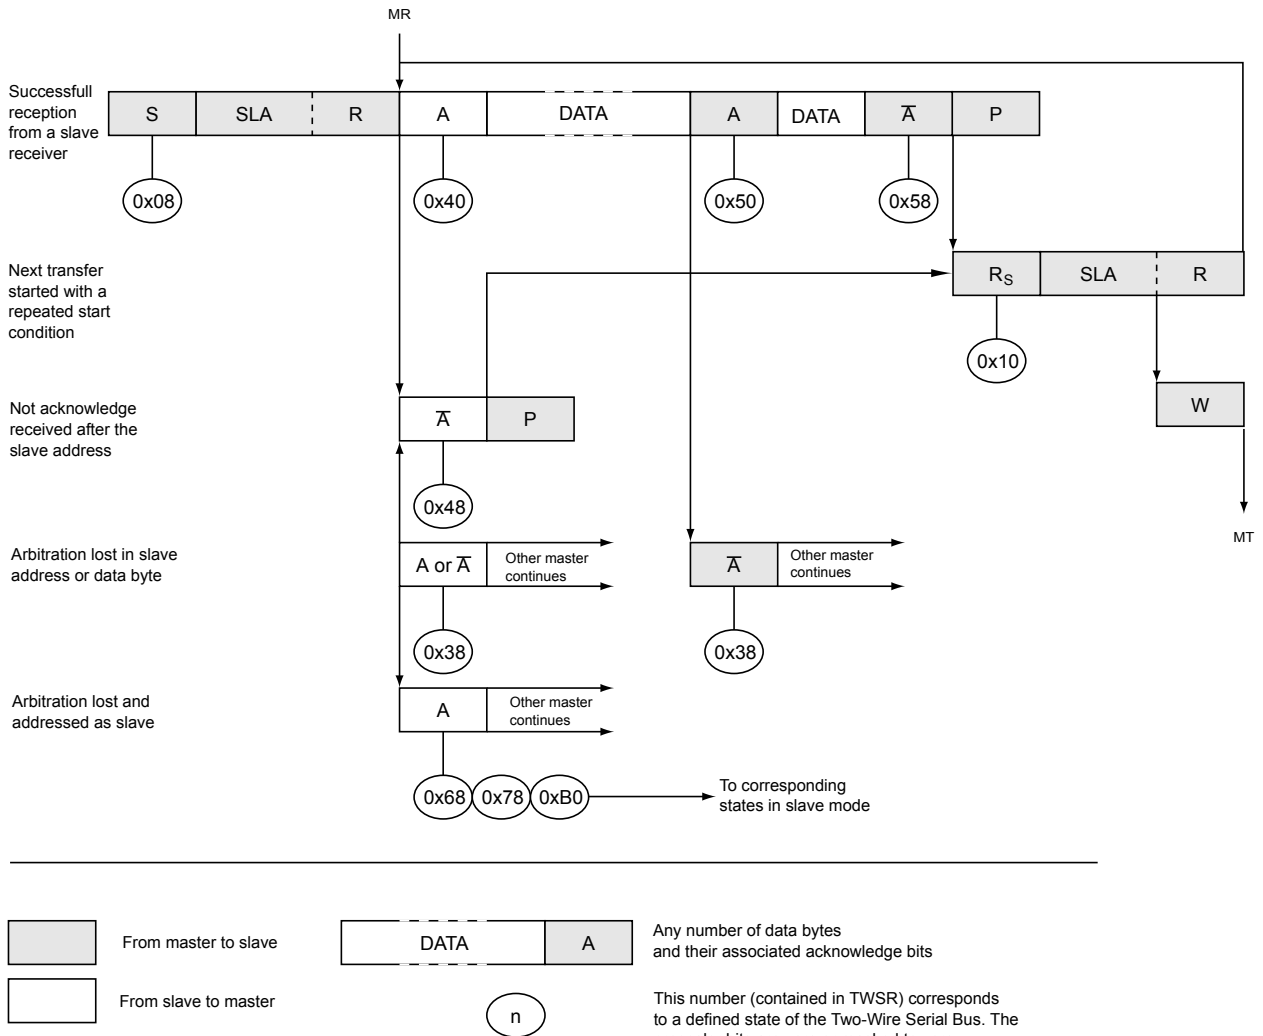 MR
Successfull
reception
from a slave
receiver
S SLA R A DATA A DATA A̅ P
0x08 0x40 0x50 0x58
Next transfer
started with a
repeated start
condition
RS SLA R
0x10
Not acknowledge
received after the
slave address
A̅ P
W
0x48
MT
Arbitration lost in slave
address or data byte
A or A̅ Other master
continues
A̅ Other master
continues
0x38 0x38
Arbitration lost and
addressed as slave
A Other master
continues
0x68 0x78 0xB0
To corresponding
states in slave mode
From master to slave
DATA A
Any number of data bytes
and their associated acknowledge bits
From slave to master
n
This number (contained in TWSR) corresponds
to a defined state of the Two-Wire Serial Bus. The